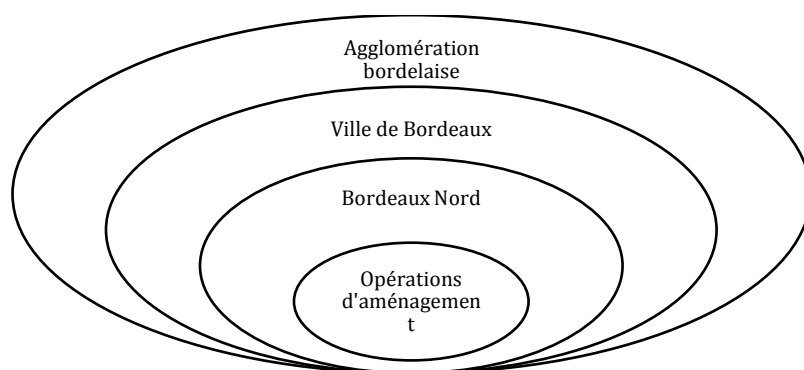 Agglomération
bordelaise
Ville de Bordeaux
Bordeaux Nord
Opérations
d'aménagemen
t